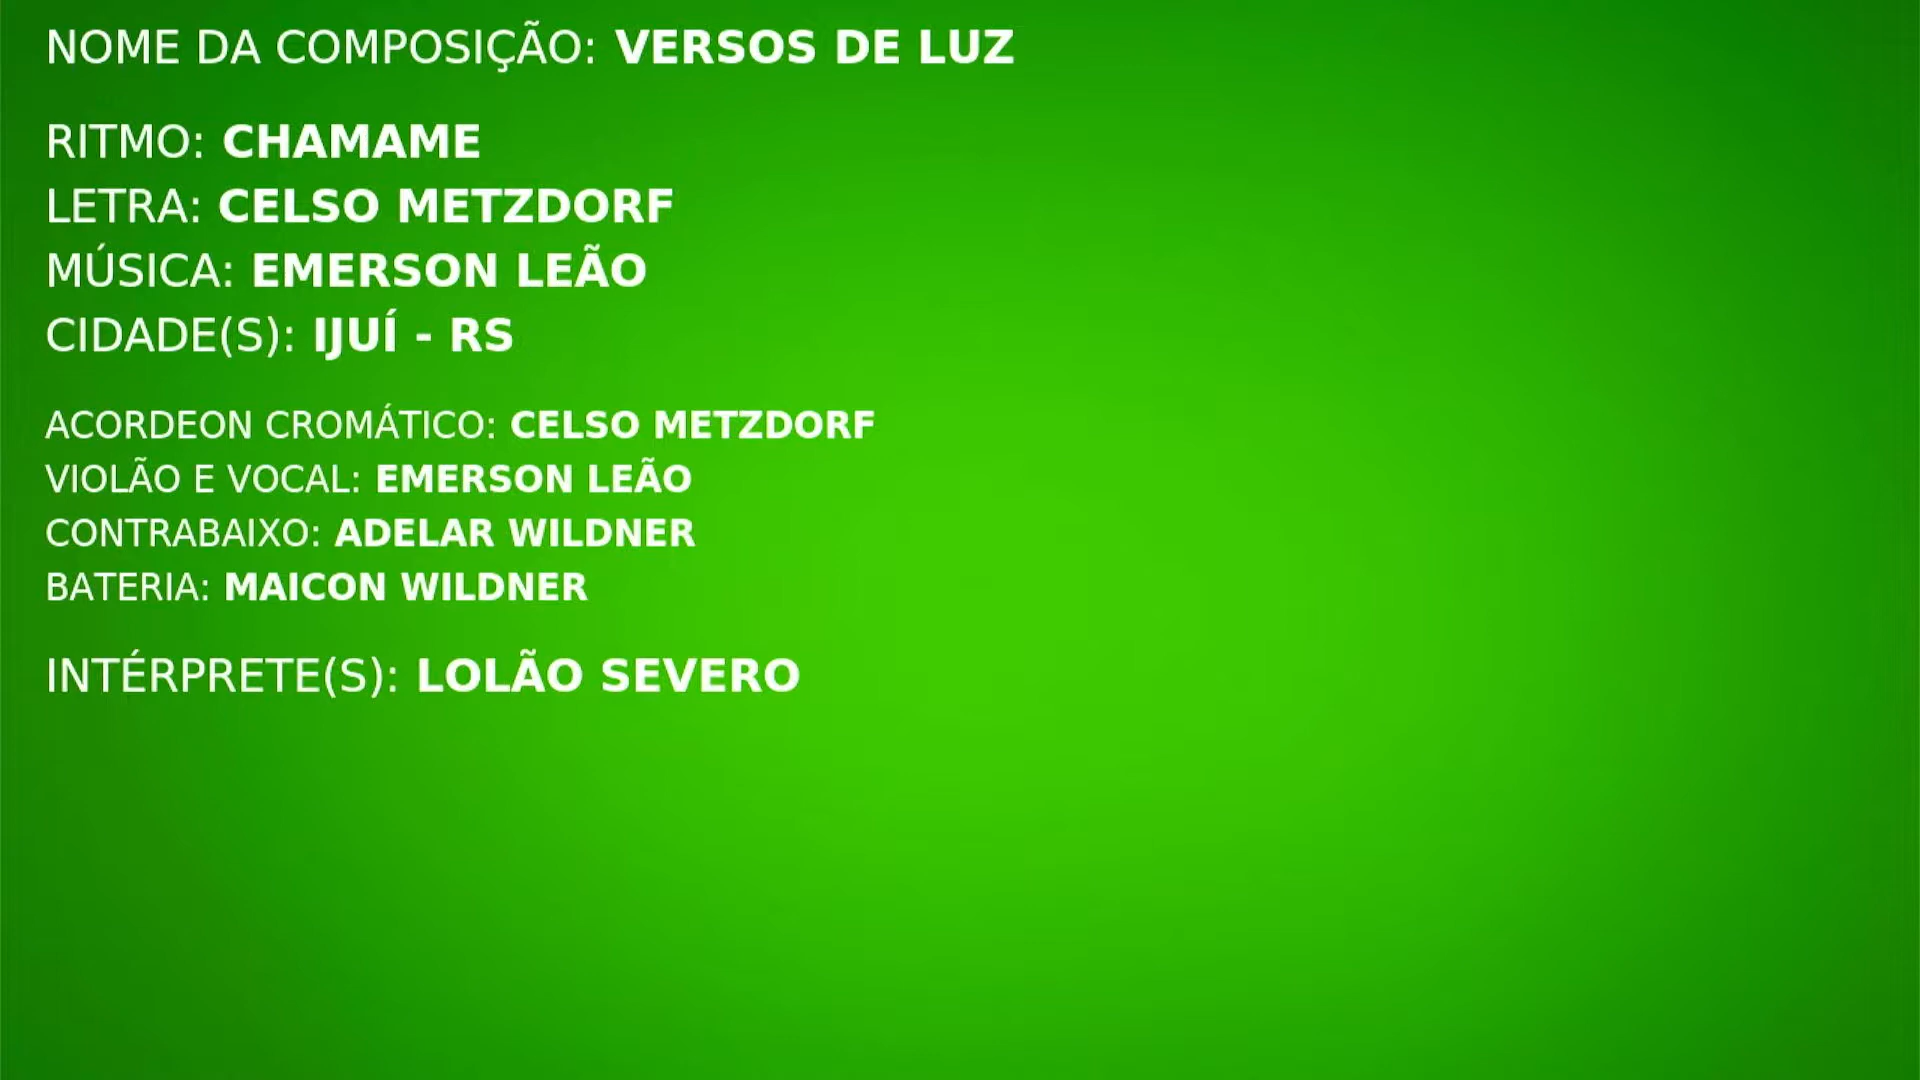 NOME DA COMPOSIÇÃO: VERSOS DE LUZ
RITMO: CHAMAME
LETRA: CELSO METZDORF
MÚSICA: EMERSON LEÃO
CIDADE(S): IJUÍ - RS
ACORDEON CROMÁTICO: CELSO METZDORF
VIOLÃO E VOCAL: EMERSON LEÃO
CONTRABAIXO: ADELAR WILDNER
BATERIA: MAICON WILDNER
INTÉRPRETE(S): LOLÃO SEVERO